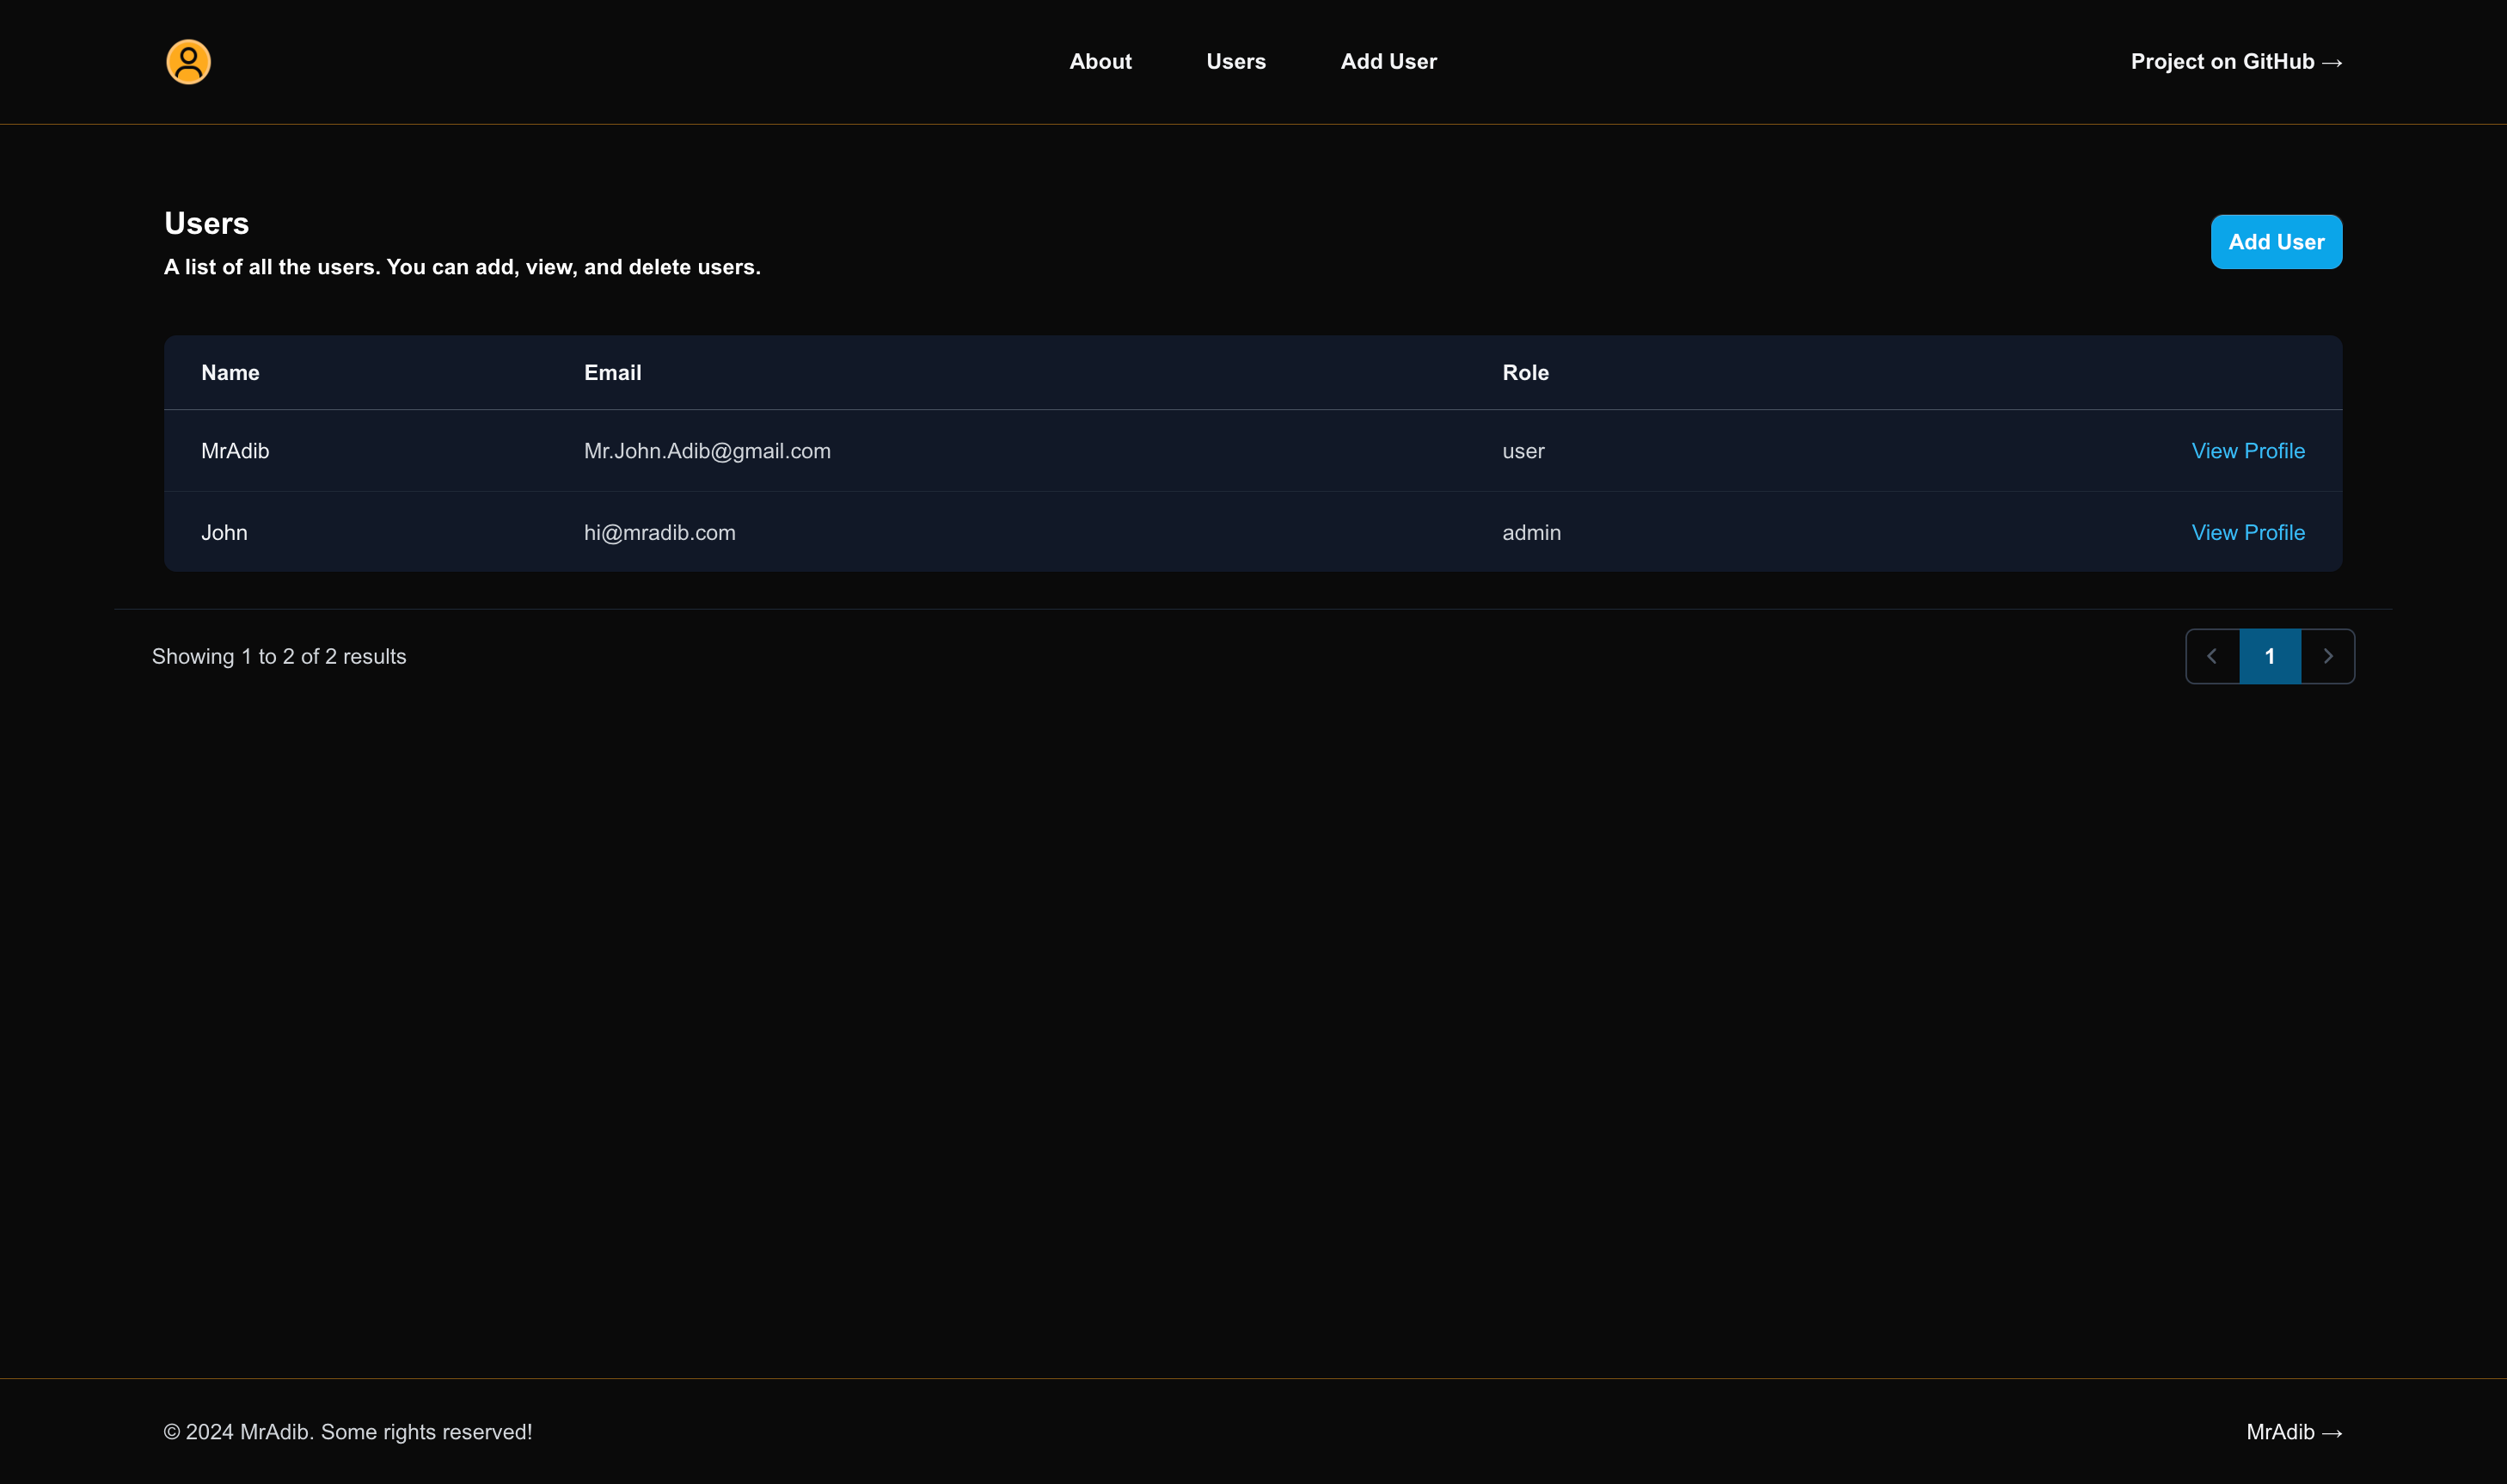 About Users Add User Project on GitHub →
Users
Add User
A list of all the users. You can add, view, and delete users.
Name Email Role
MrAdib Mr.John.Adib@gmail.com user View Profile
John hi@mradib.com admin View Profile
Showing 1 to 2 of 2 results 1
© 2024 MrAdib. Some rights reserved! MrAdib →